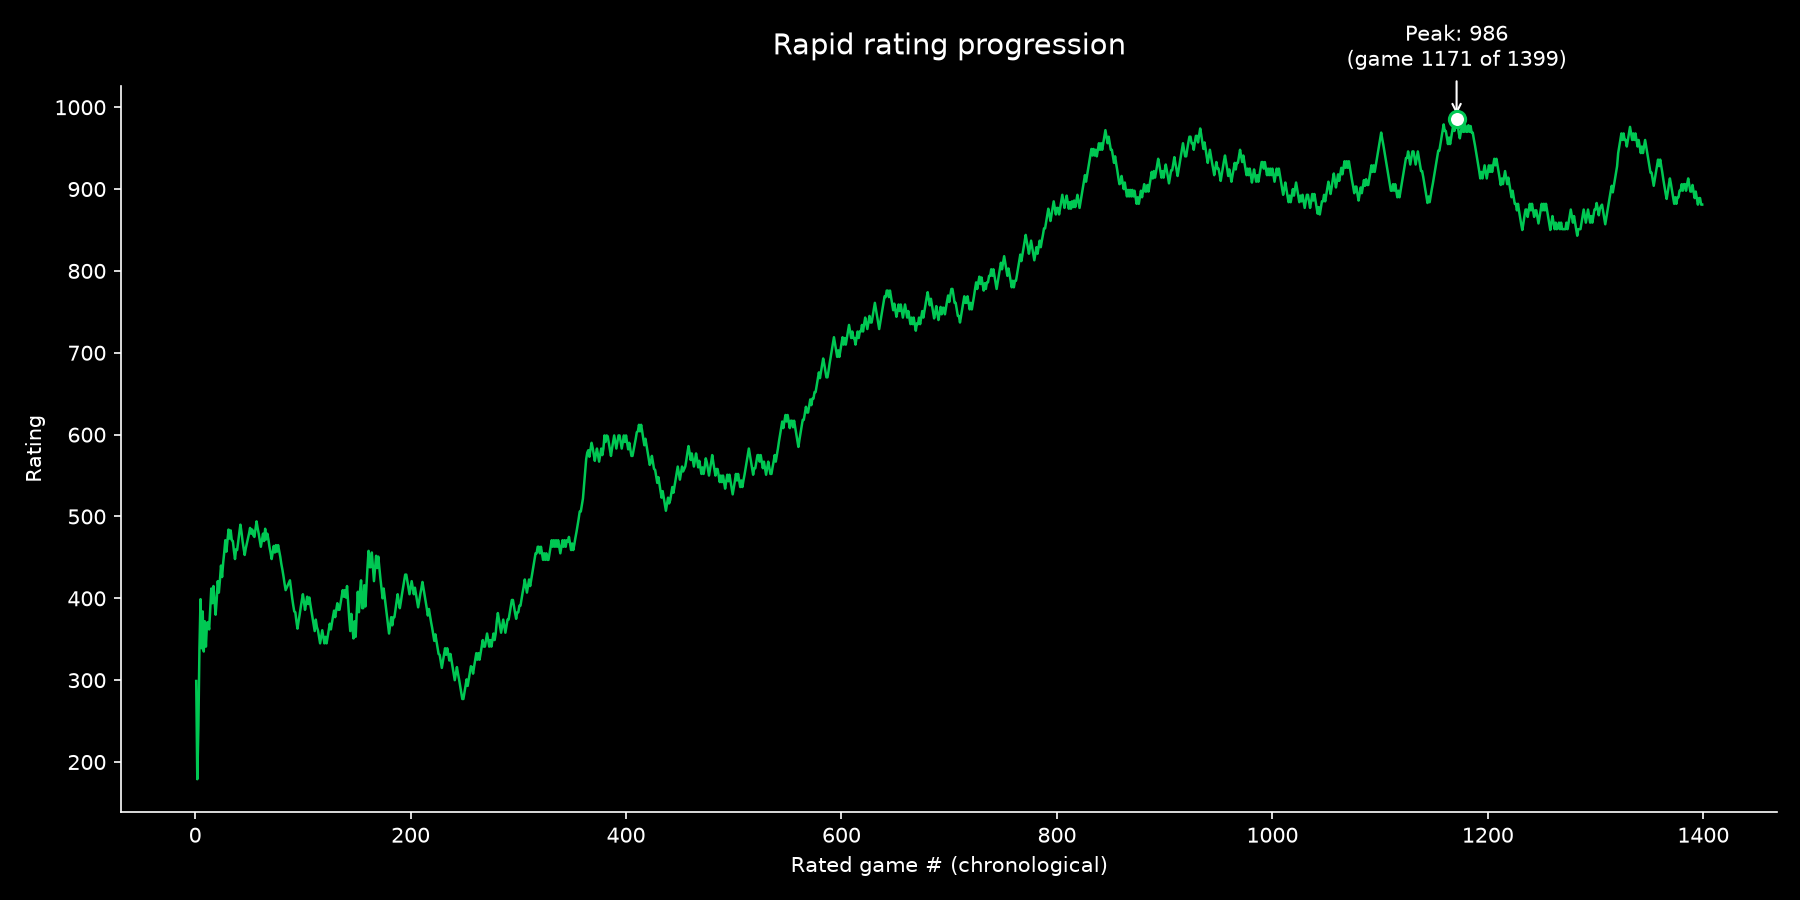 Rapid rating progression
Peak: 986
(game 1171 of 1399)
1000
900
800
700
600
500
400
300
200
Rating
0 200 400 600 800 1000 1200 1400
Rated game # (chronological)